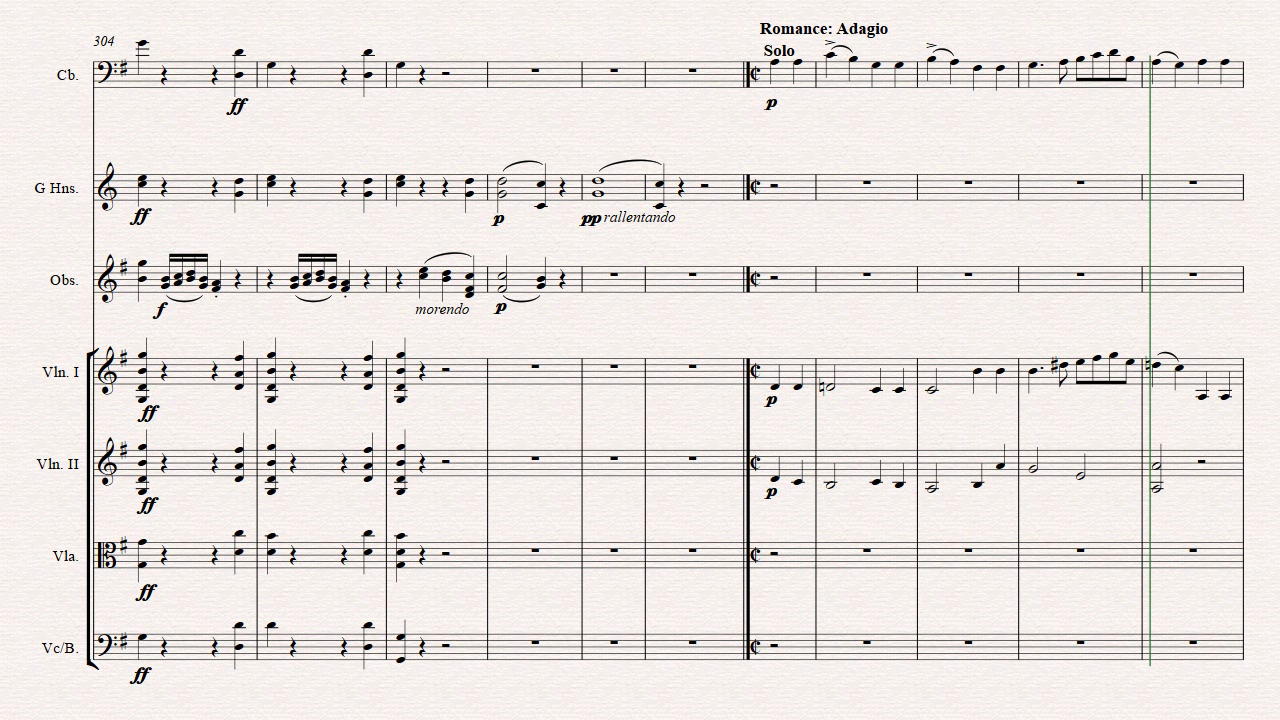 Romance: Adagio
304
Solo
Cb.
ff
p
G Hns.
ff
p
pp rallentando
Obs.
f
morendo
p
Vln. I
ff
p
Vln. II
ff
p
Vla.
ff
Vc/B.
ff